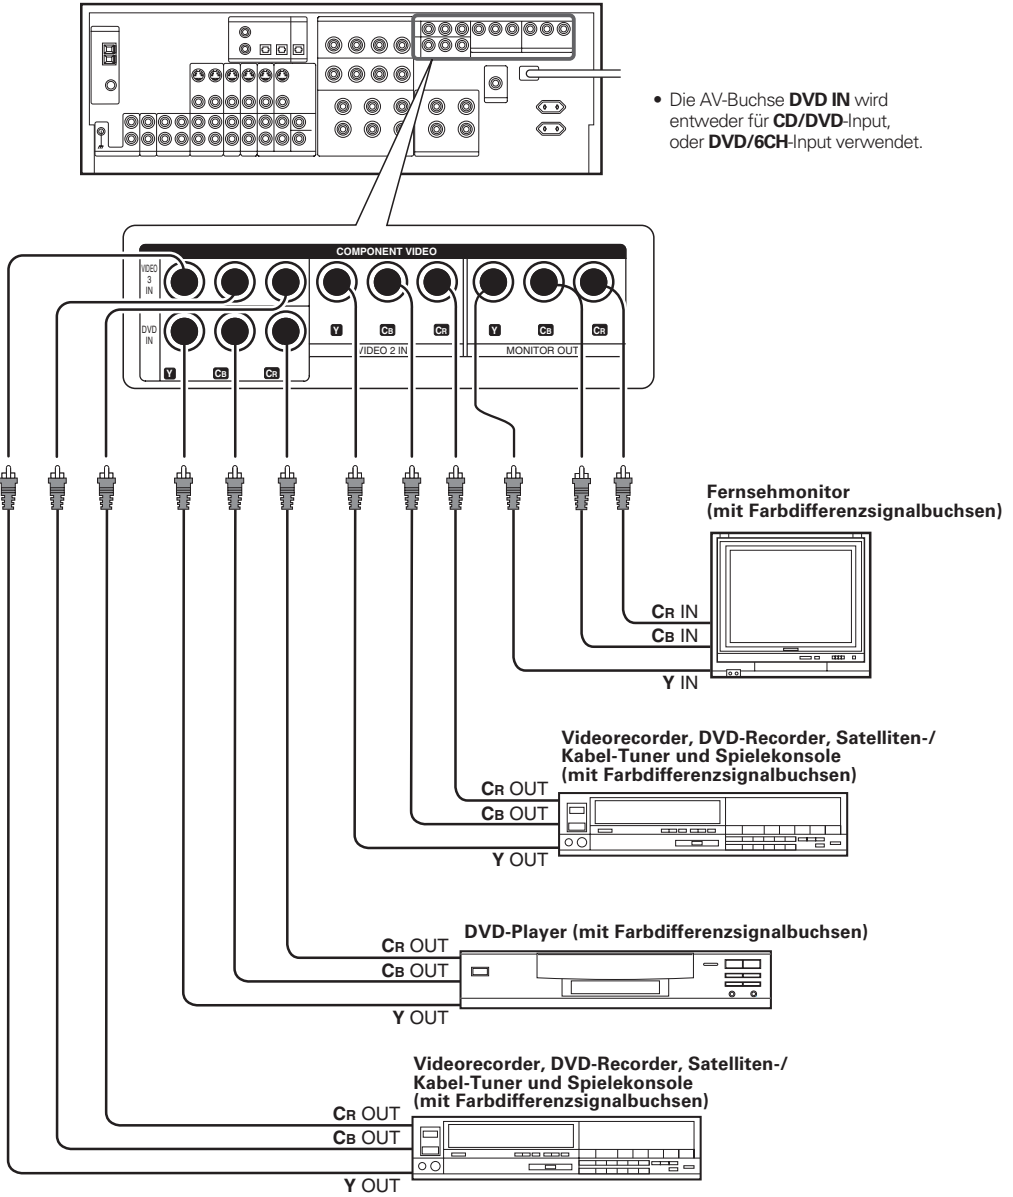 • Die AV-Buchse DVD IN wird
entweder für CD/DVD-Input,
oder DVD/6CH-Input verwendet.
COMPONENT VIDEO
VIDEO
3
IN
DVD
IN
Y
CB
CR
Y
CB
CR
VIDEO 2 IN
Y
CB
CR
MONITOR OUT
Fernsehmonitor
(mit Farbdifferenzsignalbuchsen)
CR IN
CB IN
Y IN
Videorecorder, DVD-Recorder, Satelliten-/
Kabel-Tuner und Spielekonsole
(mit Farbdifferenzsignalbuchsen)
CR OUT
CB OUT
Y OUT
DVD-Player (mit Farbdifferenzsignalbuchsen)
CR OUT
CB OUT
Y OUT
Videorecorder, DVD-Recorder, Satelliten-/
Kabel-Tuner und Spielekonsole
(mit Farbdifferenzsignalbuchsen)
CR OUT
CB OUT
Y OUT